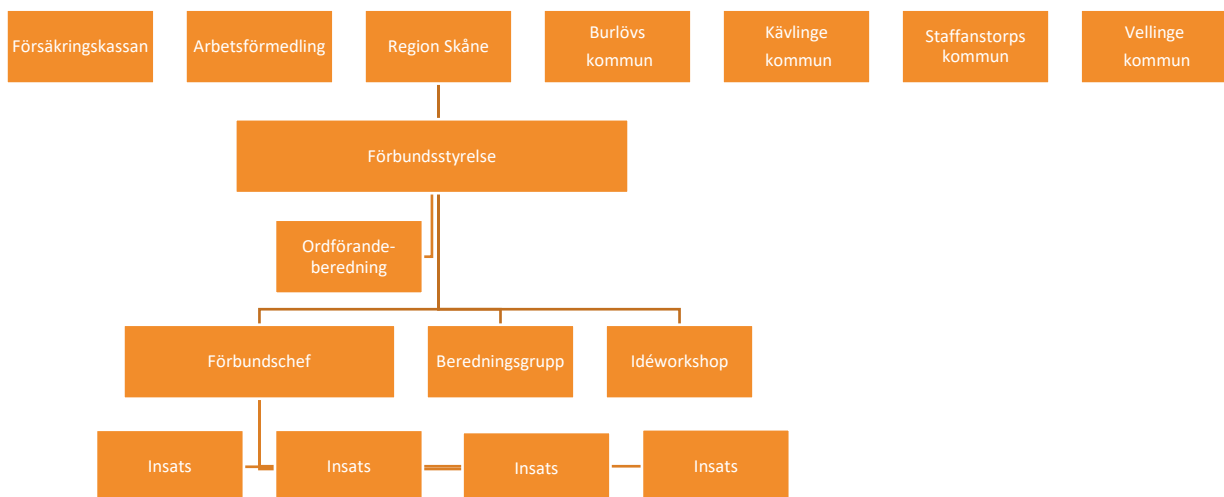 Försäkringskassan
Arbetsförmedling
Region Skåne
Burlövs
kommun
Kävlinge
kommun
Staffanstorps
kommun
Vellinge
kommun
Förbundsstyrelse
Ordförande-
beredning
Förbundschef
Beredningsgrupp
Idéworkshop
Insats
Insats
Insats
Insats